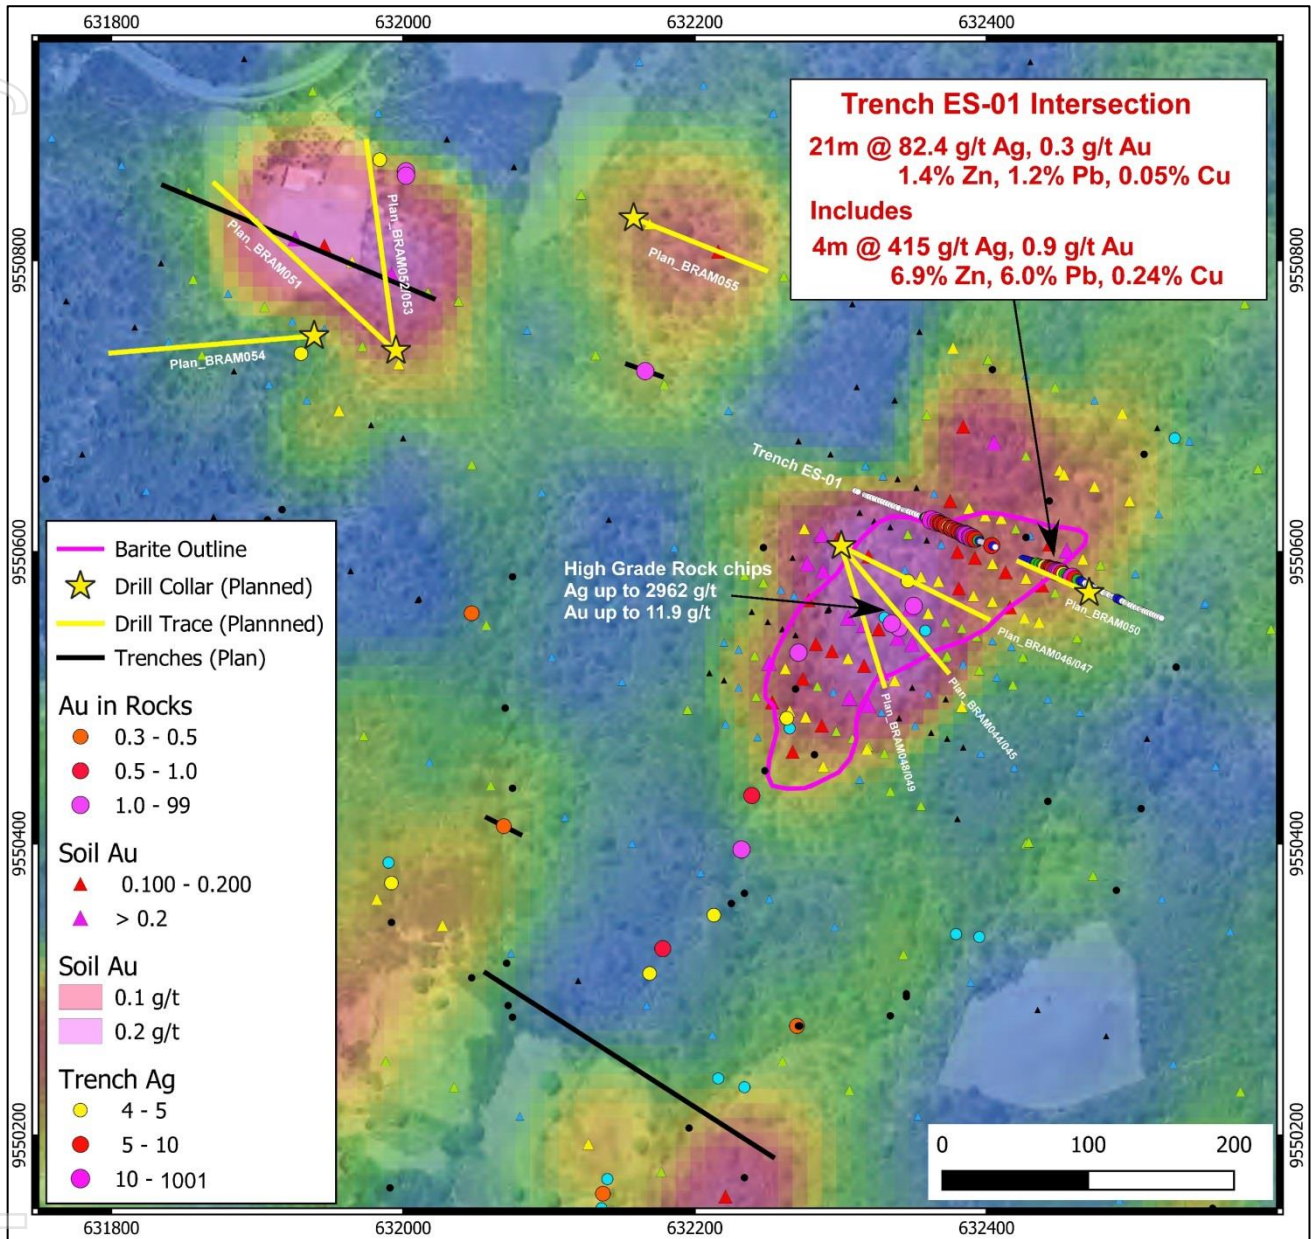 631800
632000
632200
632400
9550800
9550600
9550400
9550200
9550800
9550600
9550400
9550200
Trench ES-01 Intersection
21m @ 82.4 g/t Ag, 0.3 g/t Au
1.4% Zn, 1.2% Pb, 0.05% Cu
Includes
4m @ 415 g/t Ag, 0.9 g/t Au
6.9% Zn, 6.0% Pb, 0.24% Cu
Plan_BRAM051
Plan_BRAM052/053
Plan_BRAM054
Plan_BRAM055
Trench ES-01
High Grade Rock chips
Ag up to 2962 g/t
Au up to 11.9 g/t
Plan_BRAM050
Plan_BRAM046/047
Plan_BRAM044/045
Plan_BRAM048/049
Barite Outline
Drill Collar (Planned)
Drill Trace (Plannned)
Trenches (Plan)
Au in Rocks
0.3 - 0.5
0.5 - 1.0
1.0 - 99
Soil Au
0.100 - 0.200
> 0.2
Soil Au
0.1 g/t
0.2 g/t
Trench Ag
4 - 5
5 - 10
10 - 1001
0 100 200
631800
632000
632200
632400